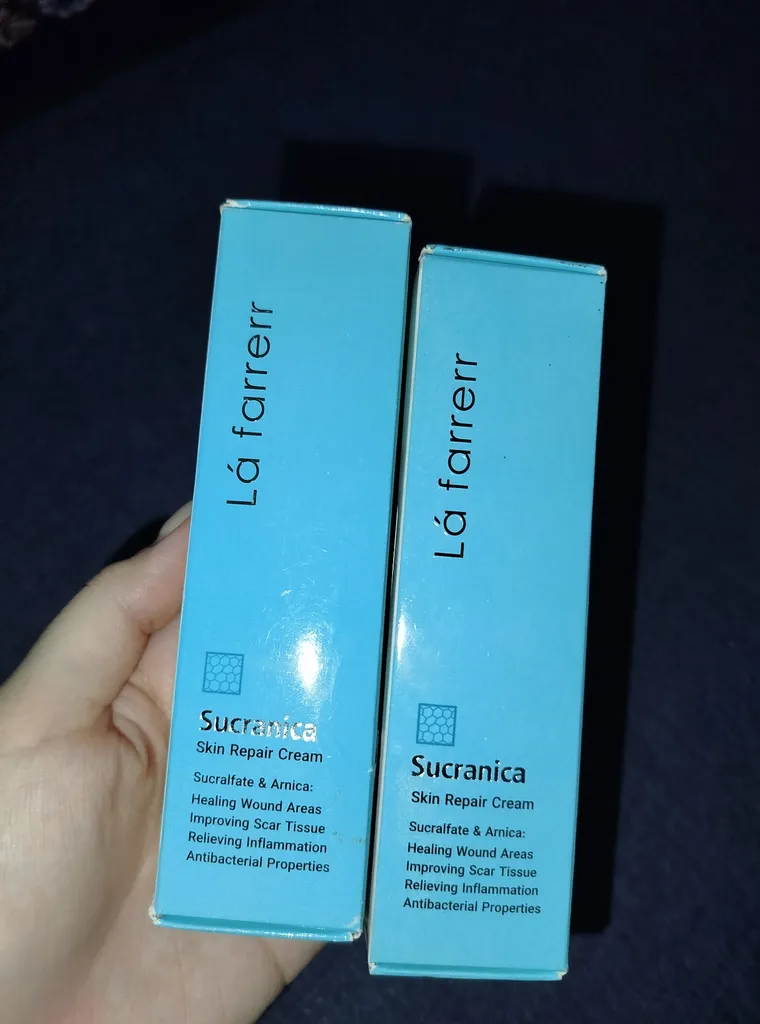 Lá farrerr
Sucranica
Skin Repair Cream
Sucralfate & Arnica:
Healing Wound Areas
Improving Scar Tissue
Relieving Inflammation
Antibacterial Properties
Lá farrerr
Sucranica
Skin Repair Cream
Sucralfate & Arnica:
Healing Wound Areas
Improving Scar Tissue
Relieving Inflammation
Antibacterial Properties